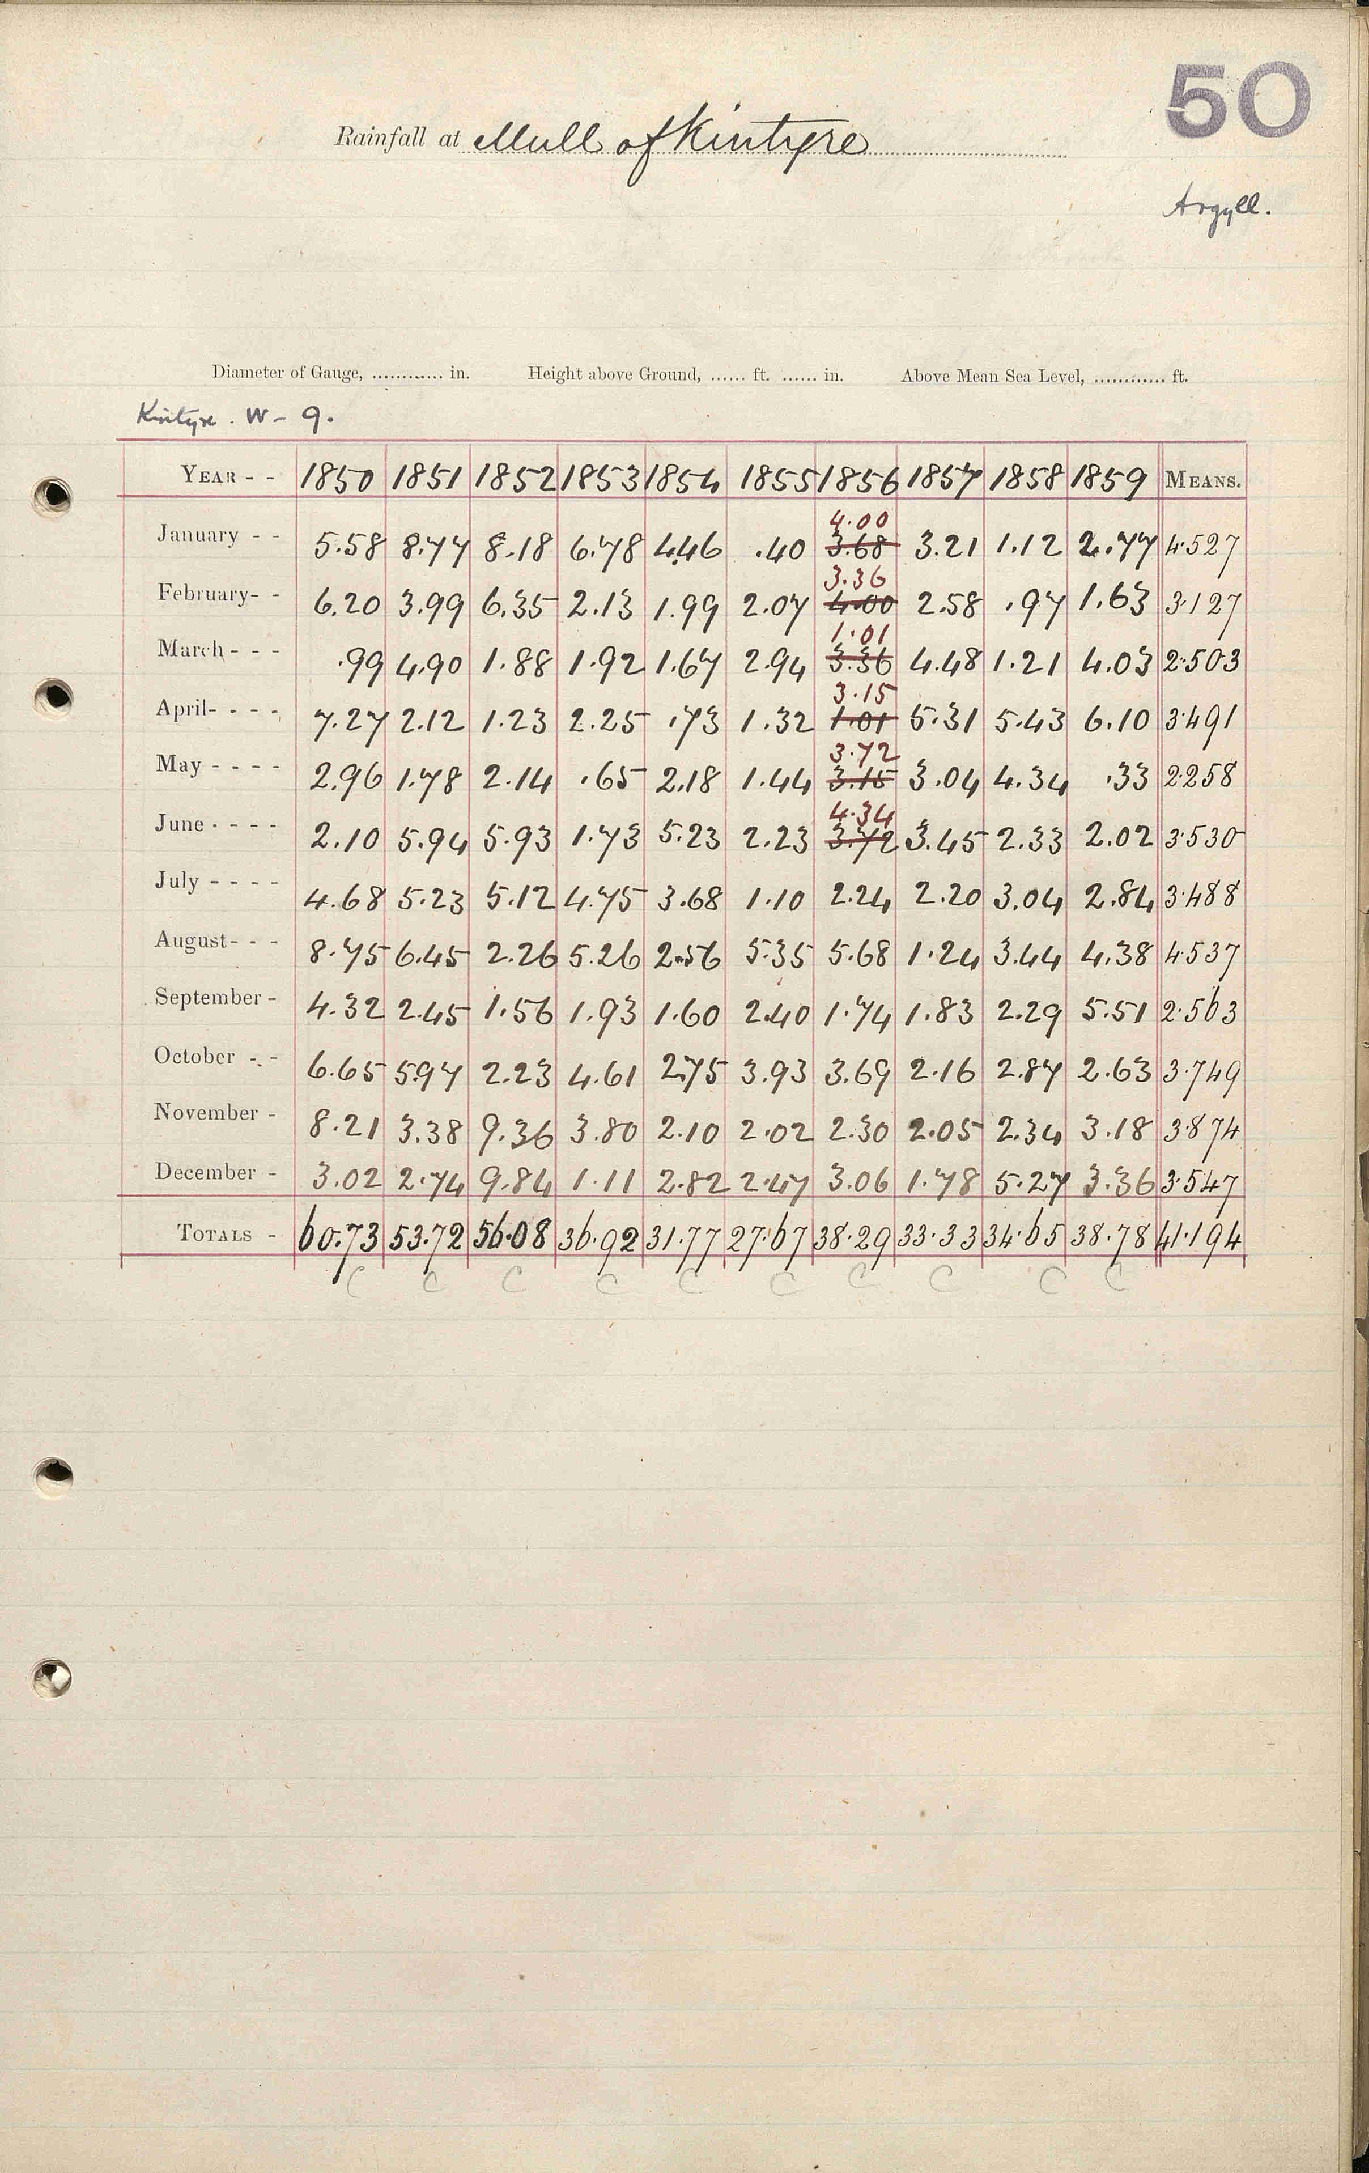 50
Rainfall at Mull of Kintyre
Argyll.
Diameter of Gauge, ............ in. Height above Ground, ...... ft. ...... in. Above Mean Sea Level, ............ ft.
Kintyre. W - 9.
YEAR - - 1850 1851 1852 1853 1854 1855 1856 1857 1858 1859 MEANS.
4.00
January - - 5.58 8.77 8.18 6.78 4.46 .40 3.68 3.21 1.12 2.77 4.527
3.36
February- - 6.20 3.99 6.35 2.13 1.99 2.07 4.00 2.58 .97 1.63 3.127
1.01
March - - - .99 4.90 1.88 1.92 1.67 2.94 3.36 4.48 1.21 4.03 2.503
3.15
April- - - - 7.27 2.12 1.23 2.25 .73 1.32 1.01 5.31 5.43 6.10 3.491
3.72
May - - - - 2.96 1.78 2.14 .65 2.18 1.44 3.15 3.04 4.34 .33 2.258
4.34
June - - - - 2.10 5.94 5.93 1.73 5.23 2.23 3.72 3.45 2.33 2.02 3.530
July - - - - 4.68 5.23 5.12 4.75 3.68 1.10 2.24 2.20 3.04 2.84 3.488
August- - - 8.75 6.45 2.26 5.26 2.56 5.35 5.68 1.24 3.44 4.38 4.537
September - 4.32 2.45 1.56 1.93 1.60 2.40 1.74 1.83 2.29 5.51 2.563
October - - 6.65 5.97 2.23 4.61 2.75 3.93 3.69 2.16 2.87 2.63 3.749
November - 8.21 3.38 9.36 3.80 2.10 2.02 2.30 2.05 2.34 3.18 3.874
December - 3.02 2.74 9.84 1.11 2.82 2.47 3.06 1.78 5.27 3.36 3.547
TOTALS - 60.73 53.72 56.08 36.92 31.77 27.67 38.29 33.33 34.65 38.78 41.194
C C C C C C C C C C